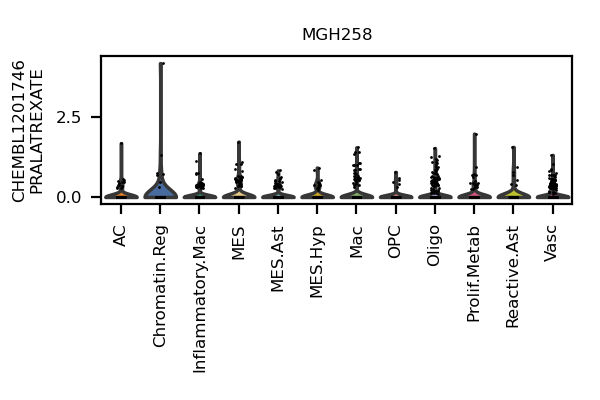 MGH258
CHEMBL1201746
PRALATREXATE
2.5
0.0
AC
Chromatin.Reg
Inflammatory.Mac
MES
MES.Ast
MES.Hyp
Mac
OPC
Oligo
Prolif.Metab
Reactive.Ast
Vasc